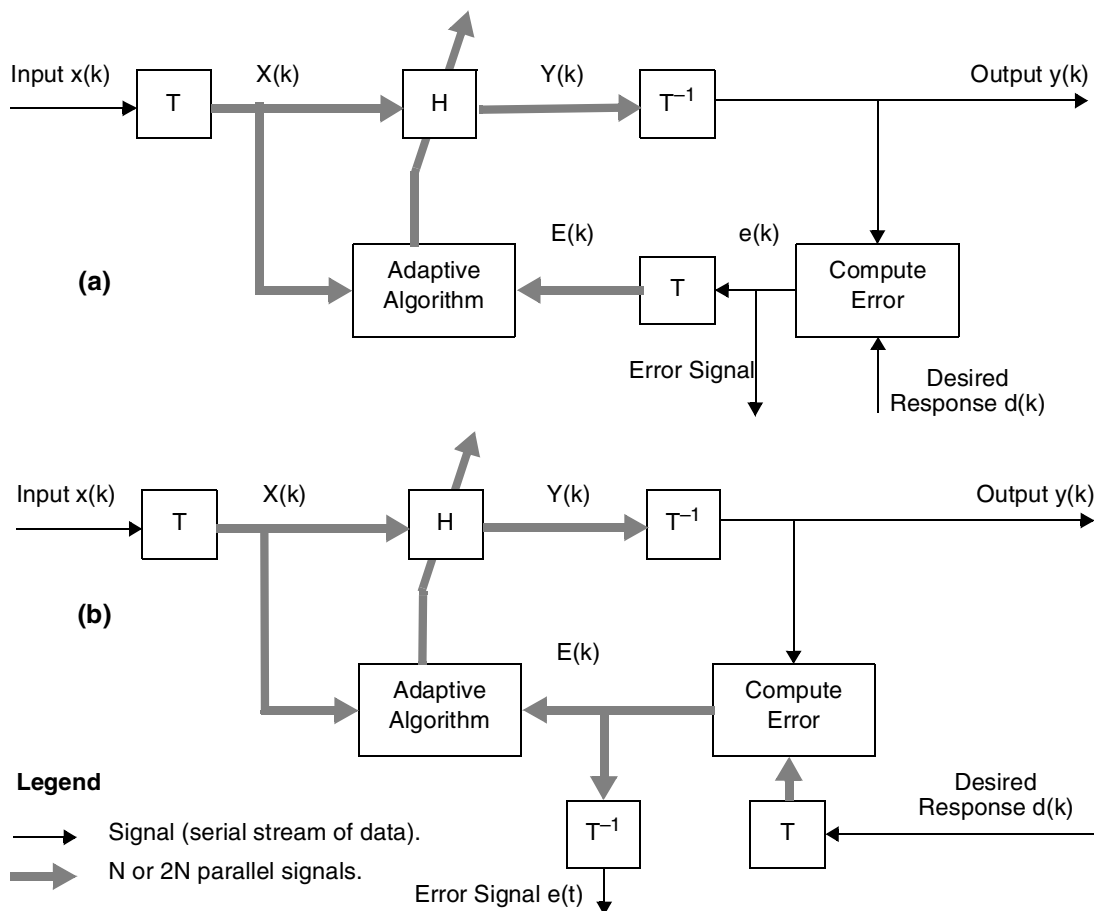 Input x(k)
X(k)
Y(k)
Output y(k)
T
H
T⁻¹
E(k)
e(k)
(a)
Adaptive
Algorithm
T
Compute
Error
Error Signal
Desired
Response d(k)
Input x(k)
X(k)
Y(k)
Output y(k)
T
H
T⁻¹
(b)
E(k)
Adaptive
Algorithm
Compute
Error
Legend
Desired
Response d(k)
Signal (serial stream of data).
T⁻¹
T
N or 2N parallel signals.
Error Signal e(t)